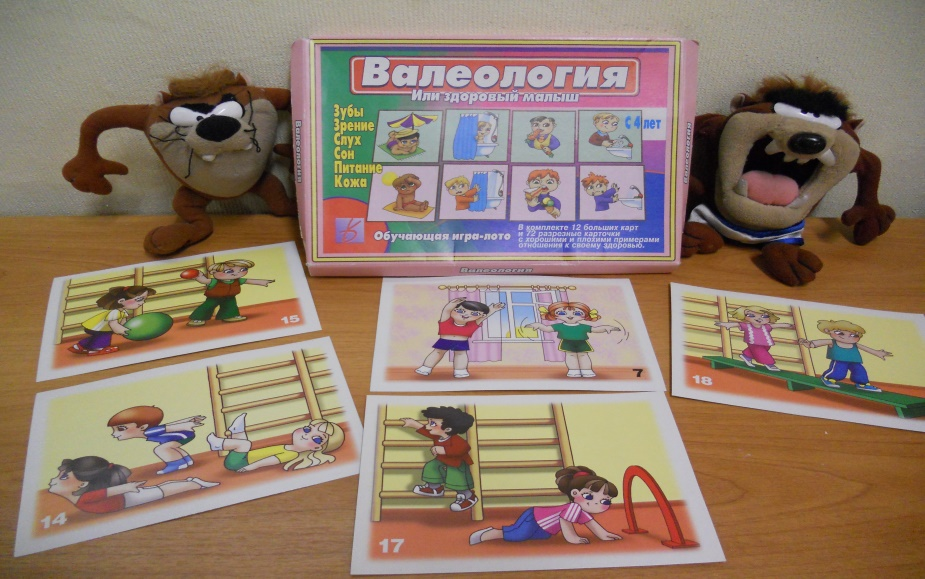 Валеология
Или здоровый малыш
Зубы
Зрение
Слух
Сон
Питание
Кожа
С 4 лет
Обучающая игра-лото
В комплекте 12 больших карт
и 72 разрезные карточки
с хорошими и плохими примерами
отношения к своему здоровью.
Валеология
Валеология
Валеология
15
7
18
14
17